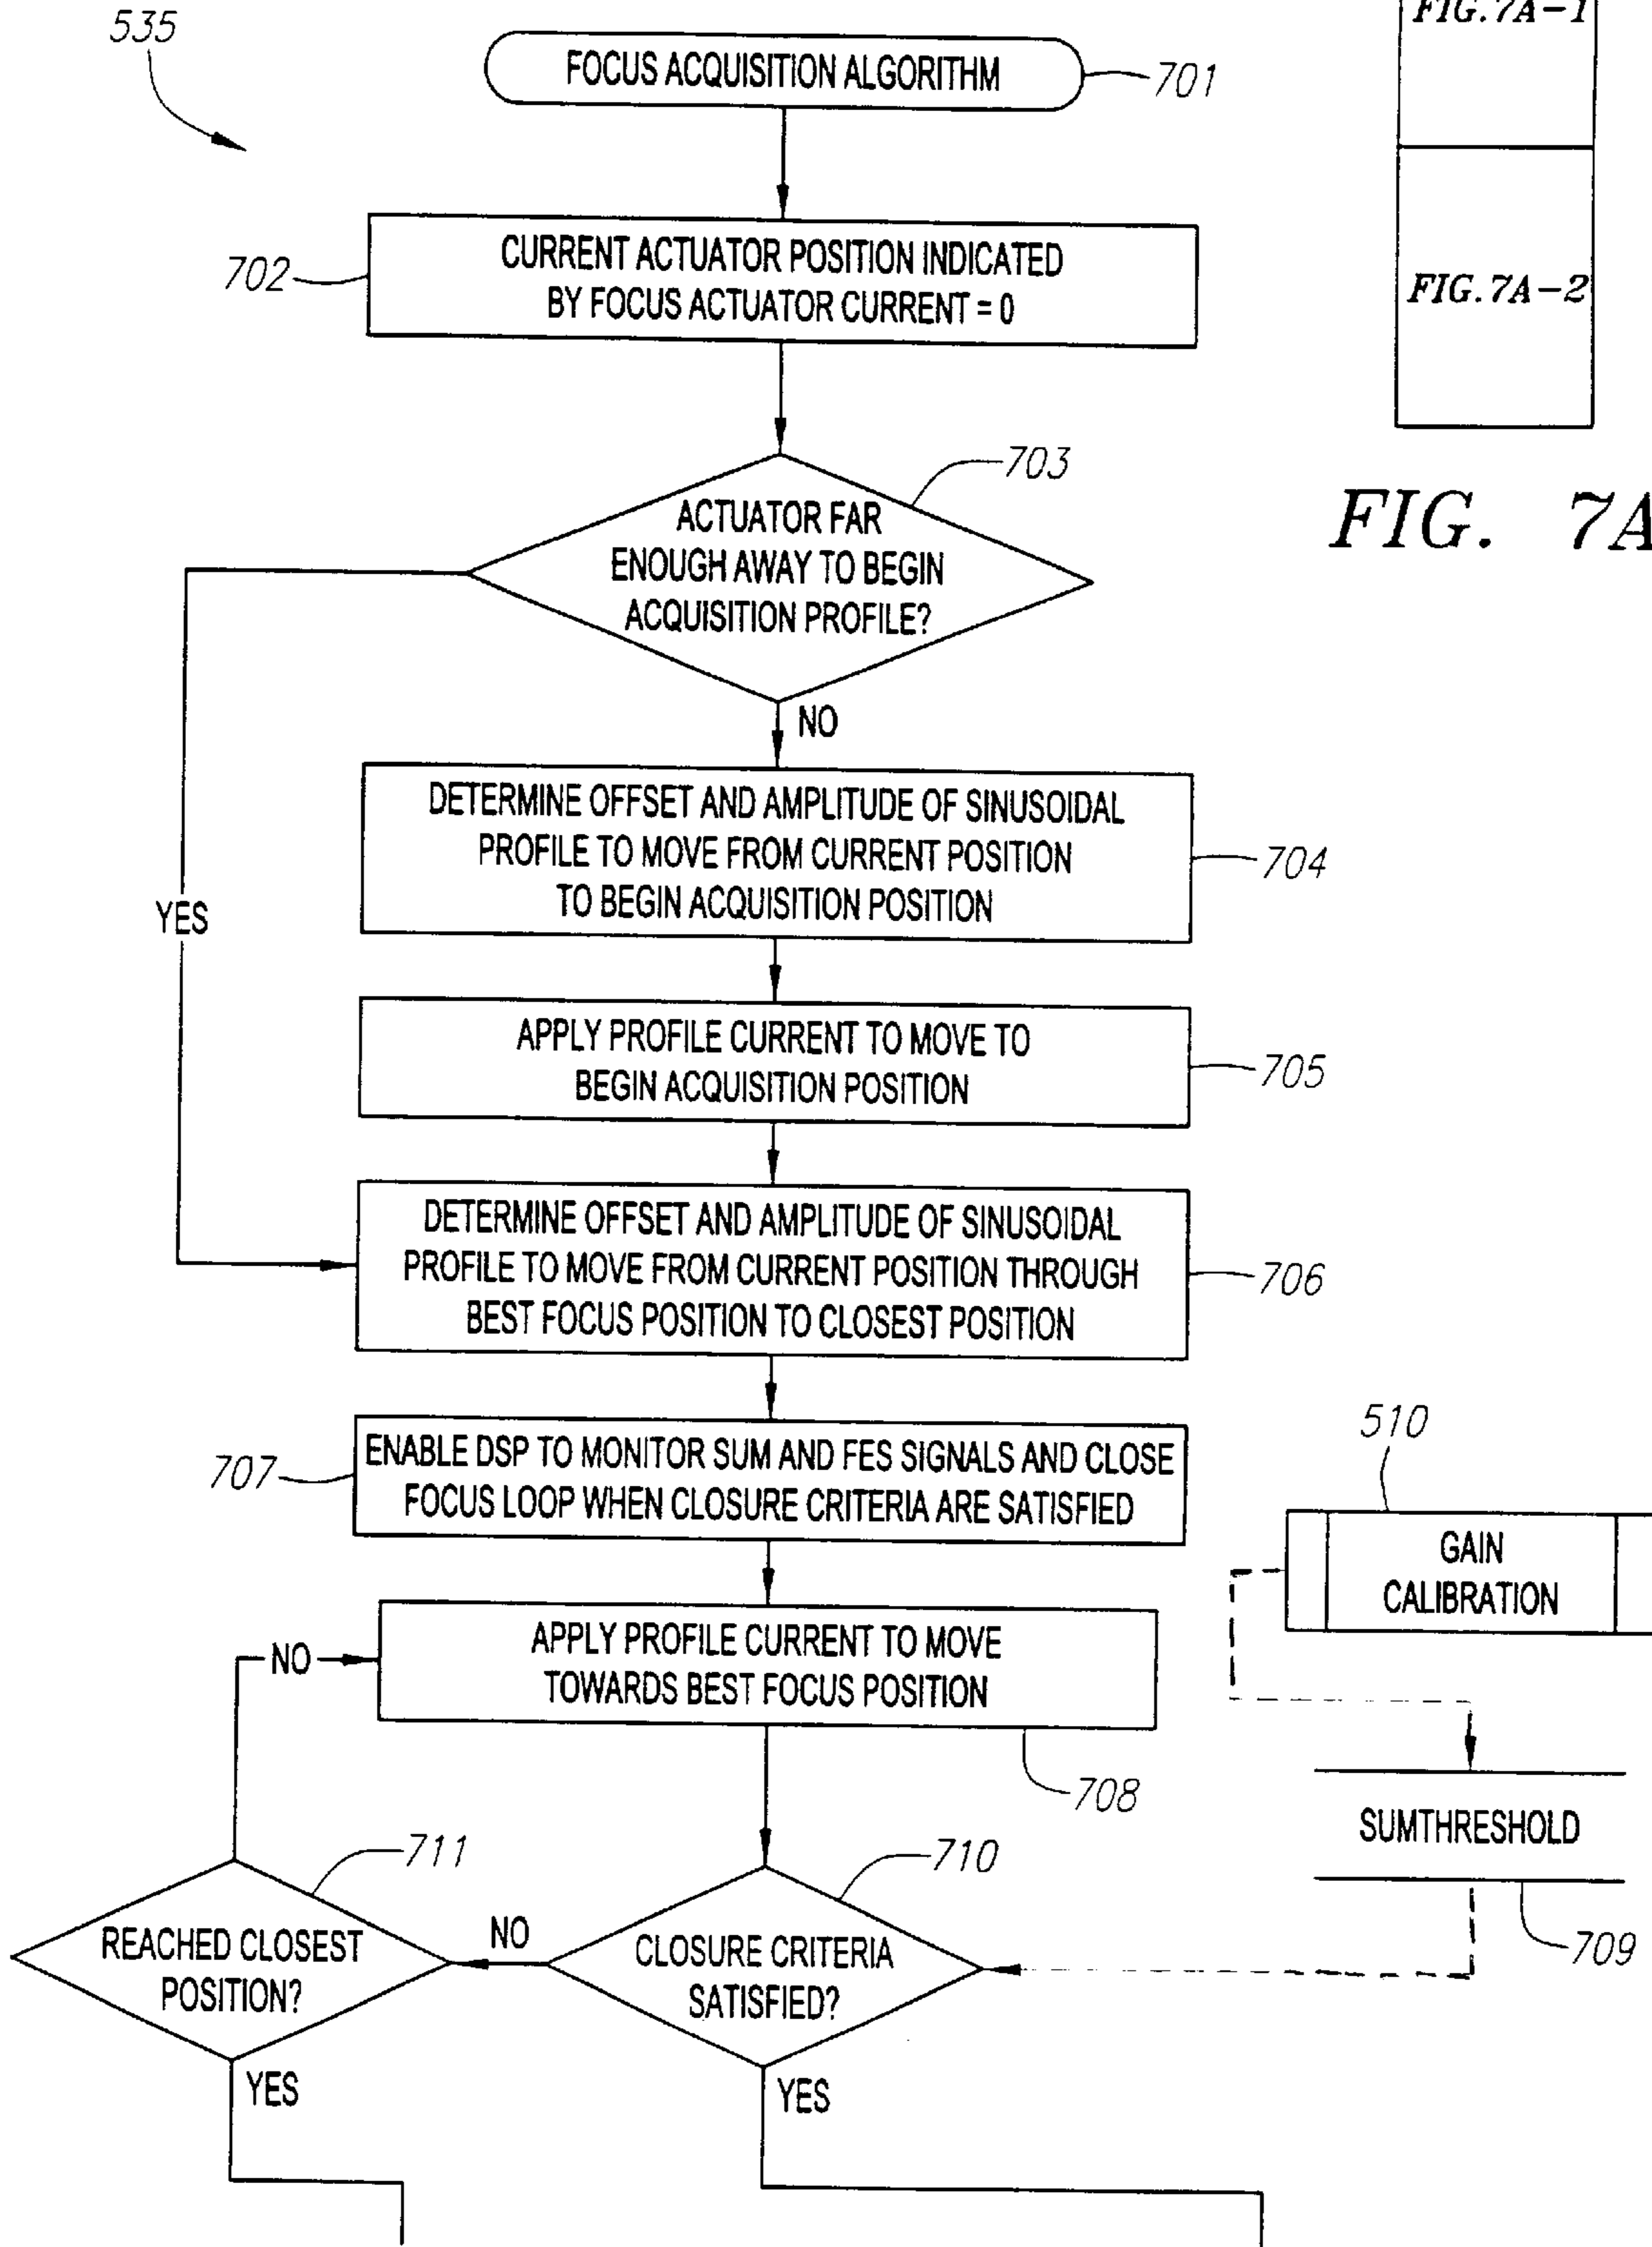 535
FOCUS ACQUISITION ALGORITHM
701
FIG. 7A-1
702
CURRENT ACTUATOR POSITION INDICATED
BY FOCUS ACTUATOR CURRENT = 0
FIG. 7A-2
FIG. 7A
703
ACTUATOR FAR
ENOUGH AWAY TO BEGIN
ACQUISITION PROFILE?
NO
YES
DETERMINE OFFSET AND AMPLITUDE OF SINUSOIDAL
PROFILE TO MOVE FROM CURRENT POSITION
TO BEGIN ACQUISITION POSITION
704
APPLY PROFILE CURRENT TO MOVE TO
BEGIN ACQUISITION POSITION
705
DETERMINE OFFSET AND AMPLITUDE OF SINUSOIDAL
PROFILE TO MOVE FROM CURRENT POSITION THROUGH
BEST FOCUS POSITION TO CLOSEST POSITION
706
707
ENABLE DSP TO MONITOR SUM AND FES SIGNALS AND CLOSE
FOCUS LOOP WHEN CLOSURE CRITERIA ARE SATISFIED
510
GAIN
CALIBRATION
NO
APPLY PROFILE CURRENT TO MOVE
TOWARDS BEST FOCUS POSITION
708
SUMTHRESHOLD
709
711
REACHED CLOSEST
POSITION?
NO
710
CLOSURE CRITERIA
SATISFIED?
YES
YES